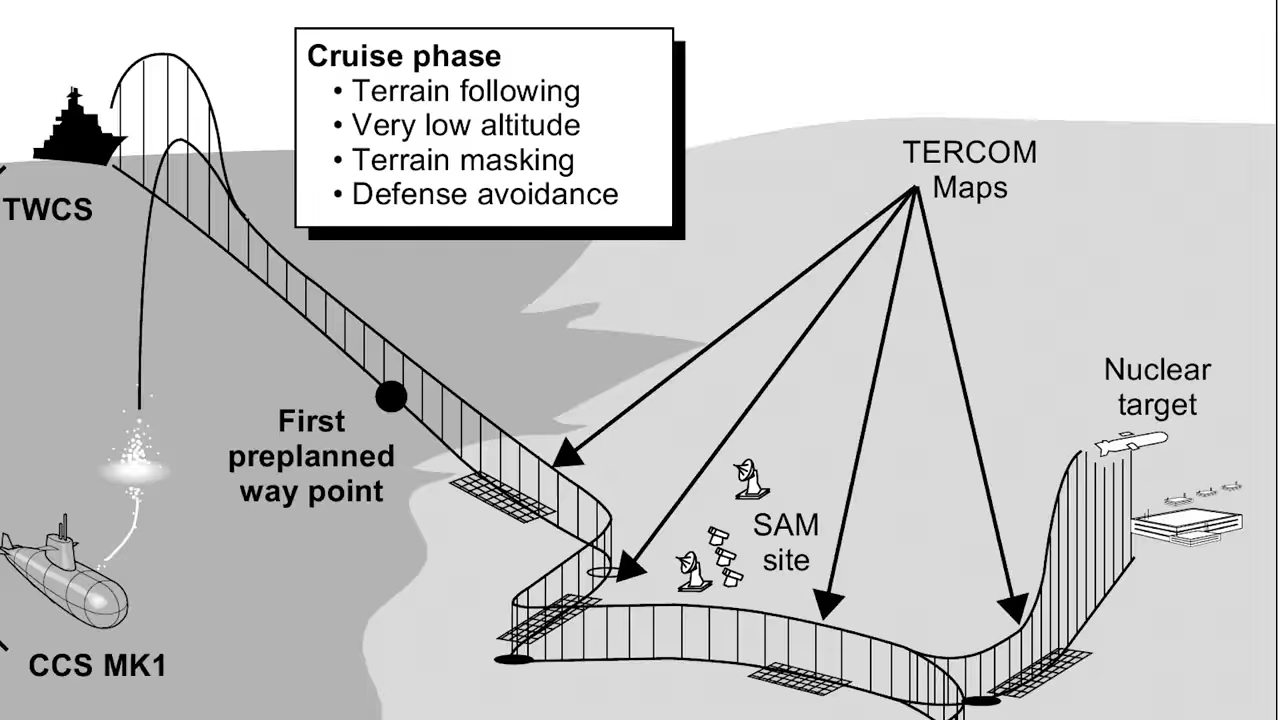 Cruise phase
• Terrain following
• Very low altitude
• Terrain masking
• Defense avoidance
TERCOM
Maps
TWCS
Nuclear
target
First
preplanned
way point
SAM
site
CCS MK1